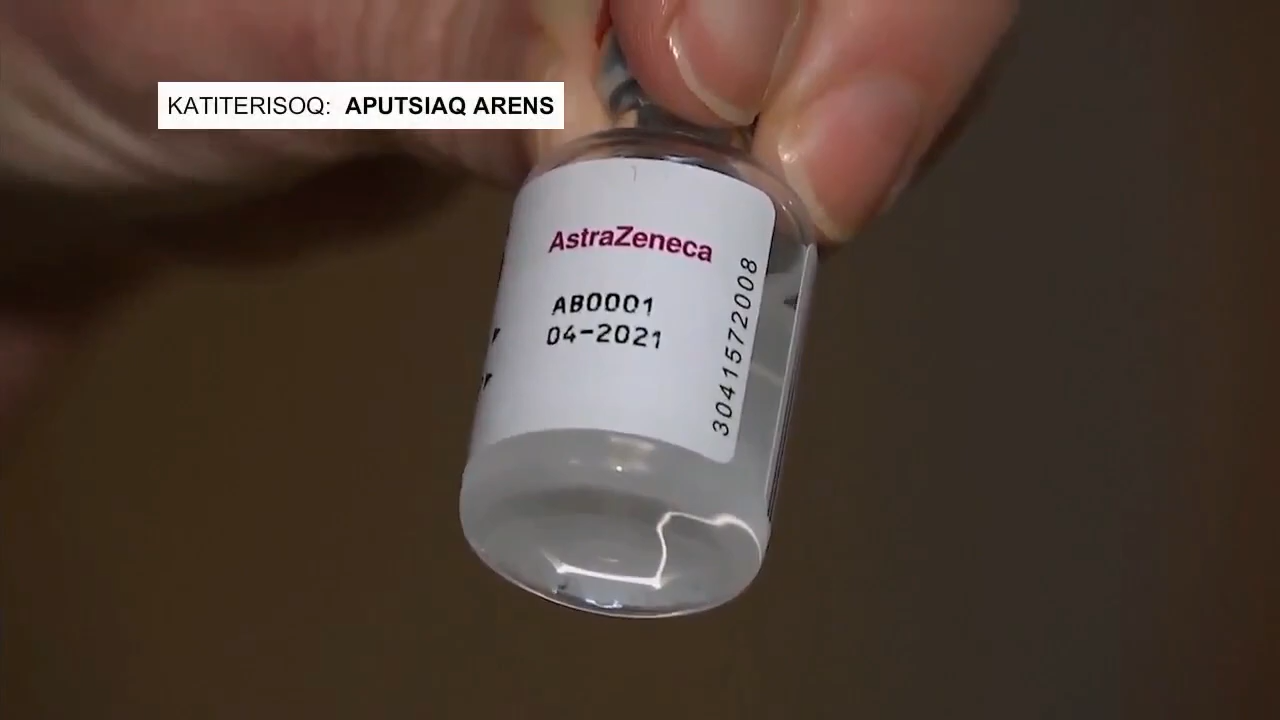 KATITERISOQ: APUTSIAQ ARENS
AstraZeneca
AB0001
04-2021
3041572008